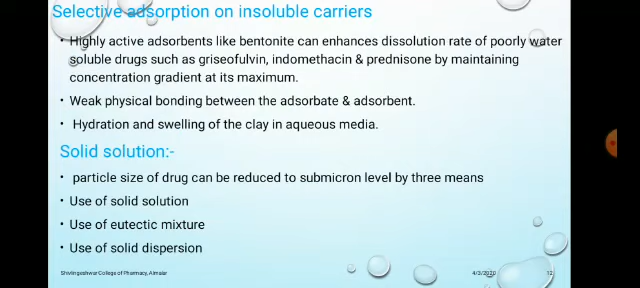 Selective adsorption on insoluble carriers
• Highly active adsorbents like bentonite can enhances dissolution rate of poorly water
soluble drugs such as griseofulvin, indomethacin & prednisone by maintaining
concentration gradient at its maximum.
• Weak physical bonding between the adsorbate & adsorbent.
• Hydration and swelling of the clay in aqueous media.
Solid solution:-
• particle size of drug can be reduced to submicron level by three means
• Use of solid solution
• Use of eutectic mixture
• Use of solid dispersion
Shivlingeshwar College of Pharmacy, Almalar 4/3/2020 12